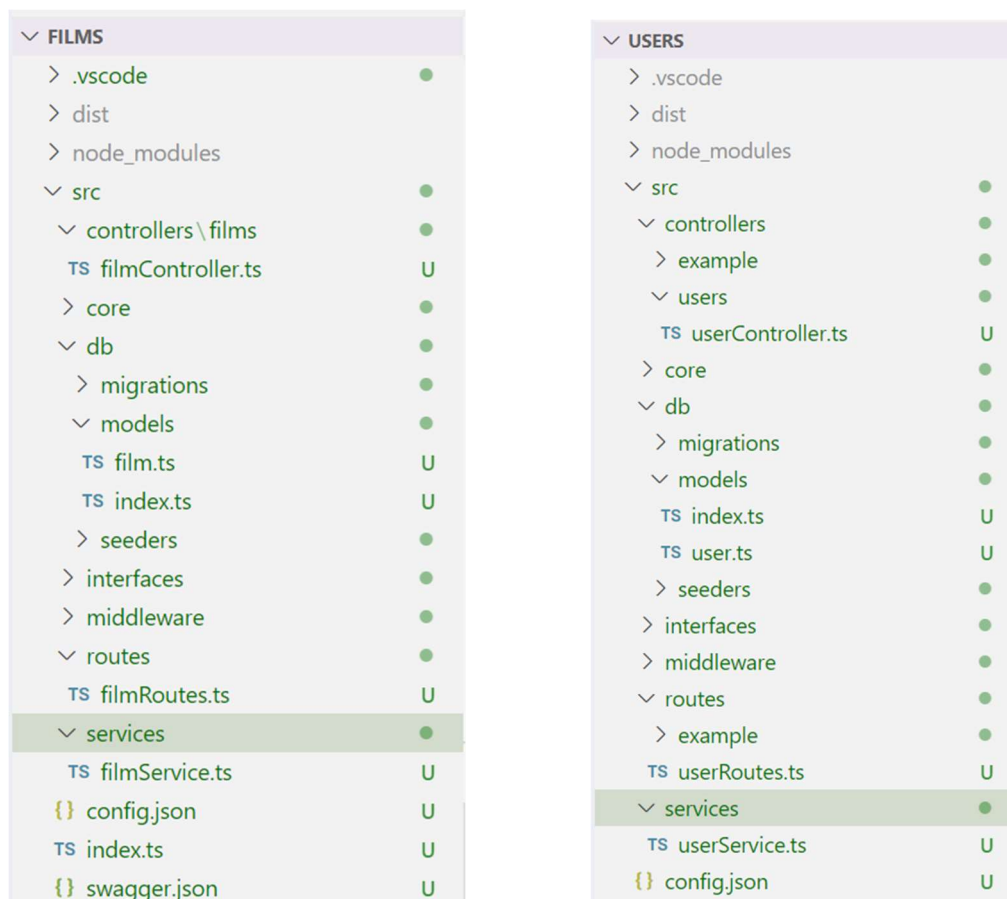 FILMS
.vscode
dist
node_modules
src
controllers\films
TS filmController.ts U
core
db
migrations
models
TS film.ts U
TS index.ts U
seeders
interfaces
middleware
routes
TS filmRoutes.ts U
services
TS filmService.ts U
{} config.json U
TS index.ts U
{} swagger.json U
USERS
.vscode
dist
node_modules
src
controllers
example
users
TS userController.ts U
core
db
migrations
models
TS index.ts U
TS user.ts U
seeders
interfaces
middleware
routes
example
TS userRoutes.ts U
services
TS userService.ts U
{} config.json U